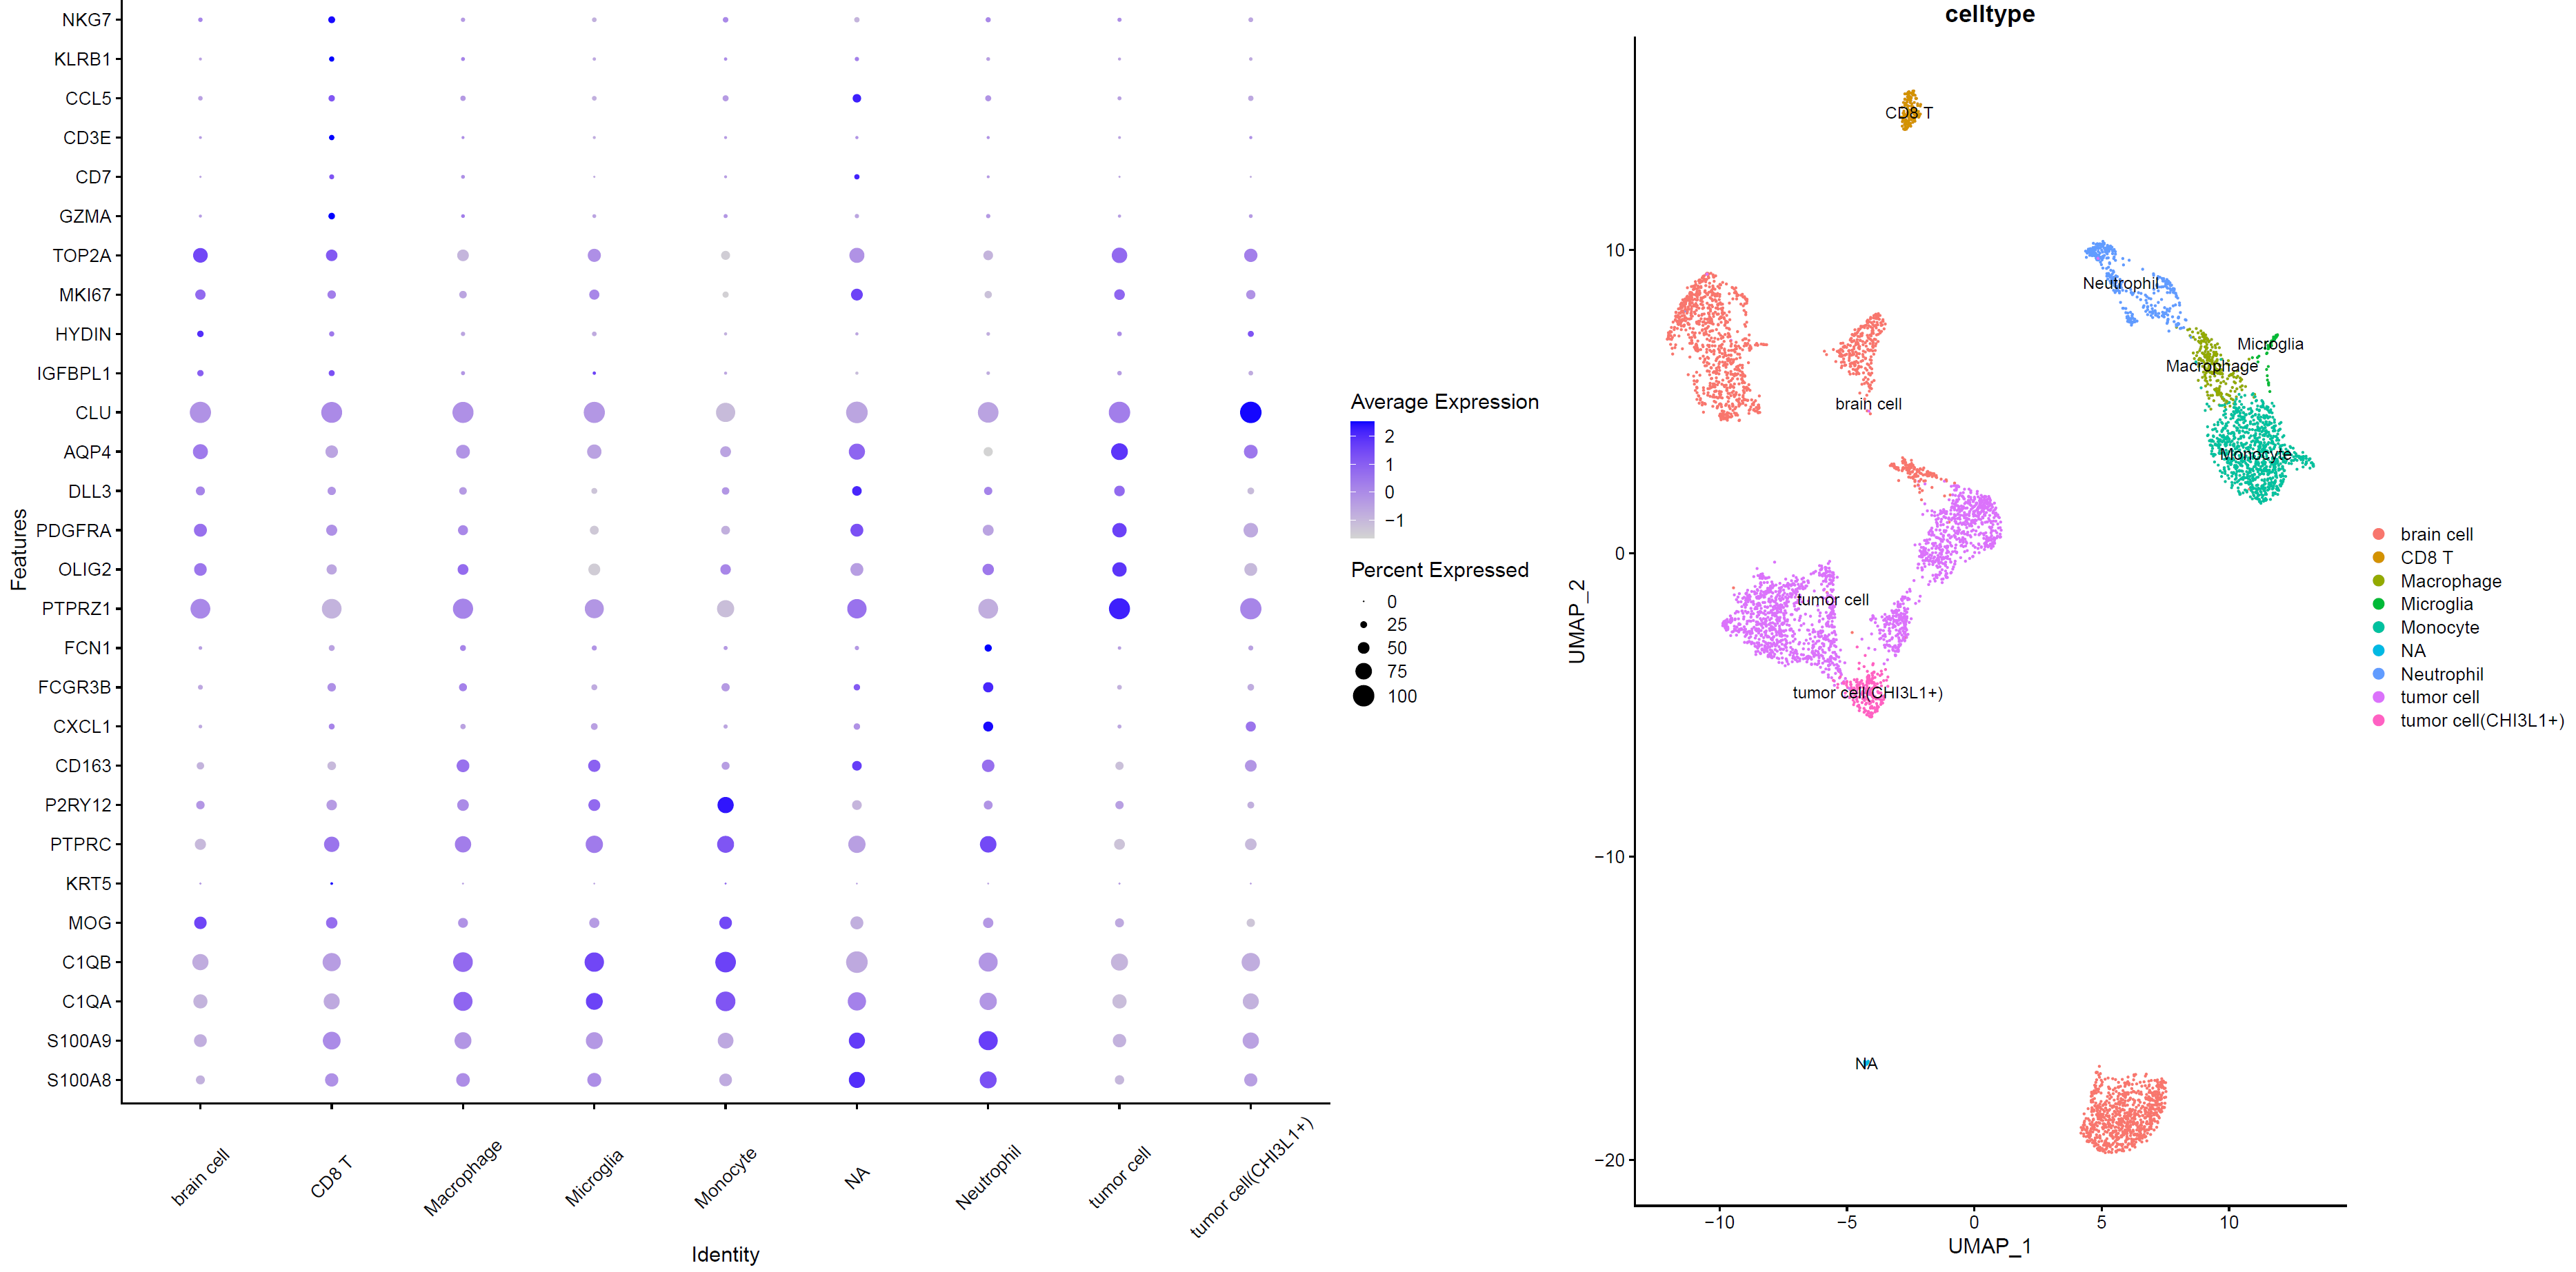 NKG7
KLRB1
CCL5
CD3E
CD7
GZMA
TOP2A
MKI67
HYDIN
IGFBPL1
CLU
AQP4
DLL3
PDGFRA
OLIG2
PTPRZ1
FCN1
FCGR3B
CXCL1
CD163
P2RY12
PTPRC
KRT5
MOG
C1QB
C1QA
S100A9
S100A8
Features
brain cell
CD8 T
Macrophage
Microglia
Monocyte
NA
Neutrophil
tumor cell
tumor cell(CHI3L1+)
Identity
Average Expression
2
1
0
−1
Percent Expressed
0
25
50
75
100
celltype
CD8 T
Neutrophil
Microglia
Macrophage
brain cell
Monocyte
tumor cell
tumor cell(CHI3L1+)
NA
10
0
−10
−20
UMAP_2
−10
−5
0
5
10
UMAP_1
brain cell
CD8 T
Macrophage
Microglia
Monocyte
NA
Neutrophil
tumor cell
tumor cell(CHI3L1+)